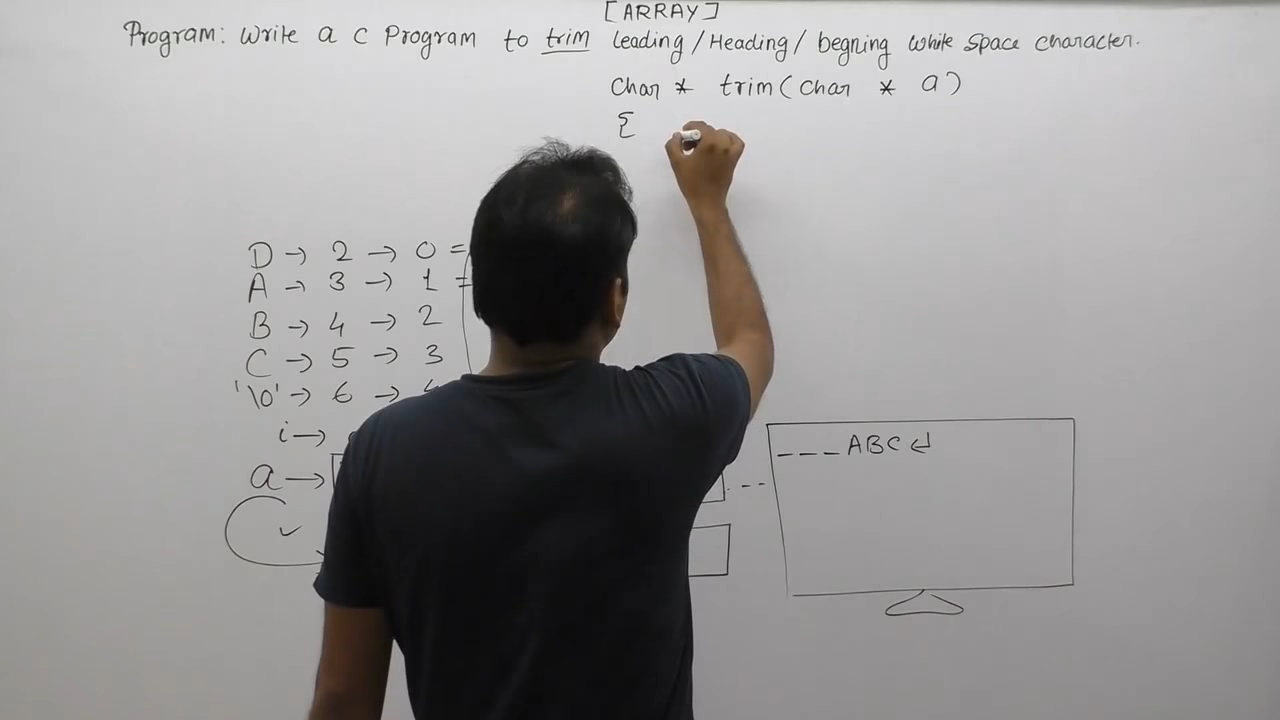 [ARRAY]
Program: Write a C Program to trim leading/Heading/begning white space character.
Char * trim(Char * a)
{
D → 2 → 0 =
A → 3 → 1 =
B → 4 → 2
C → 5 → 3
'\0' → 6 →
i →
_ _ _ _ ABC ↵
a → - - -